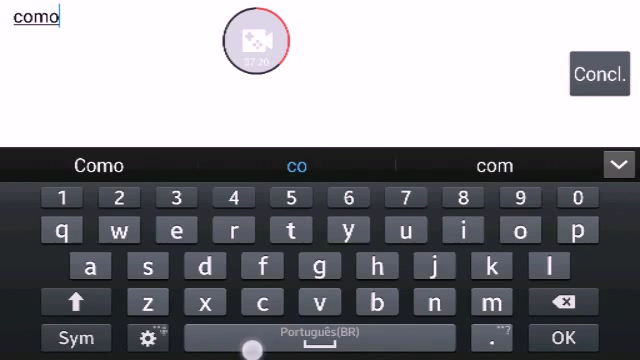 como
37:20
Concl.
Como co com
1 2 3 4 5 6 7 8 9 0
q w e r t y u i o p
a s d f g h j k l
z x c v b n m
Sym Português(BR) . ? OK